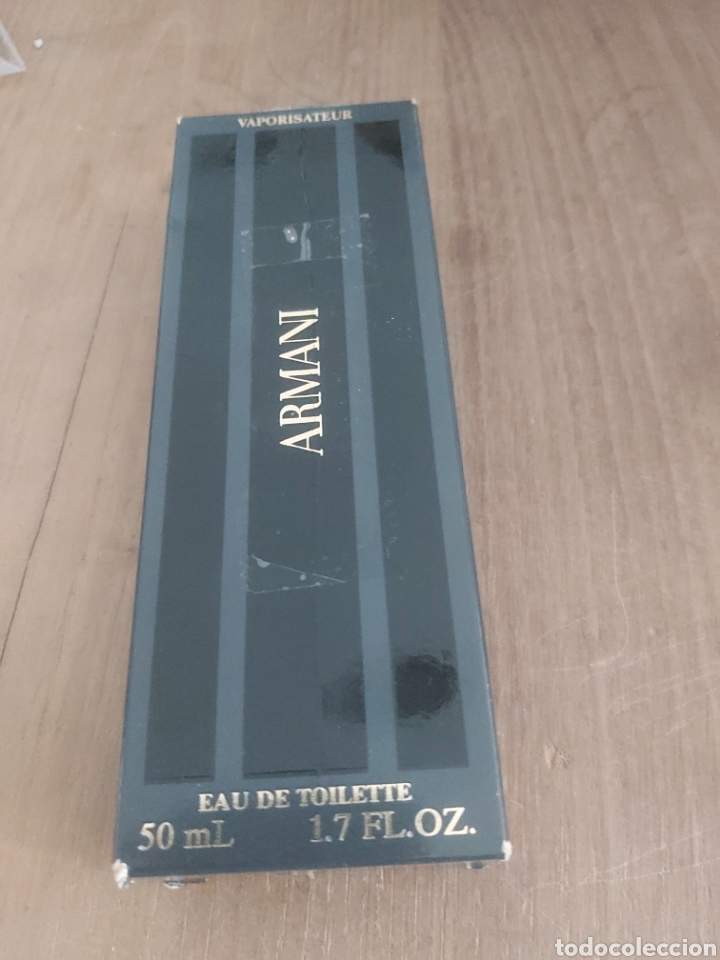 VAPORISATEUR
ARMANI
EAU DE TOILETTE
50 mL 1.7 FL.OZ.
todocoleccion